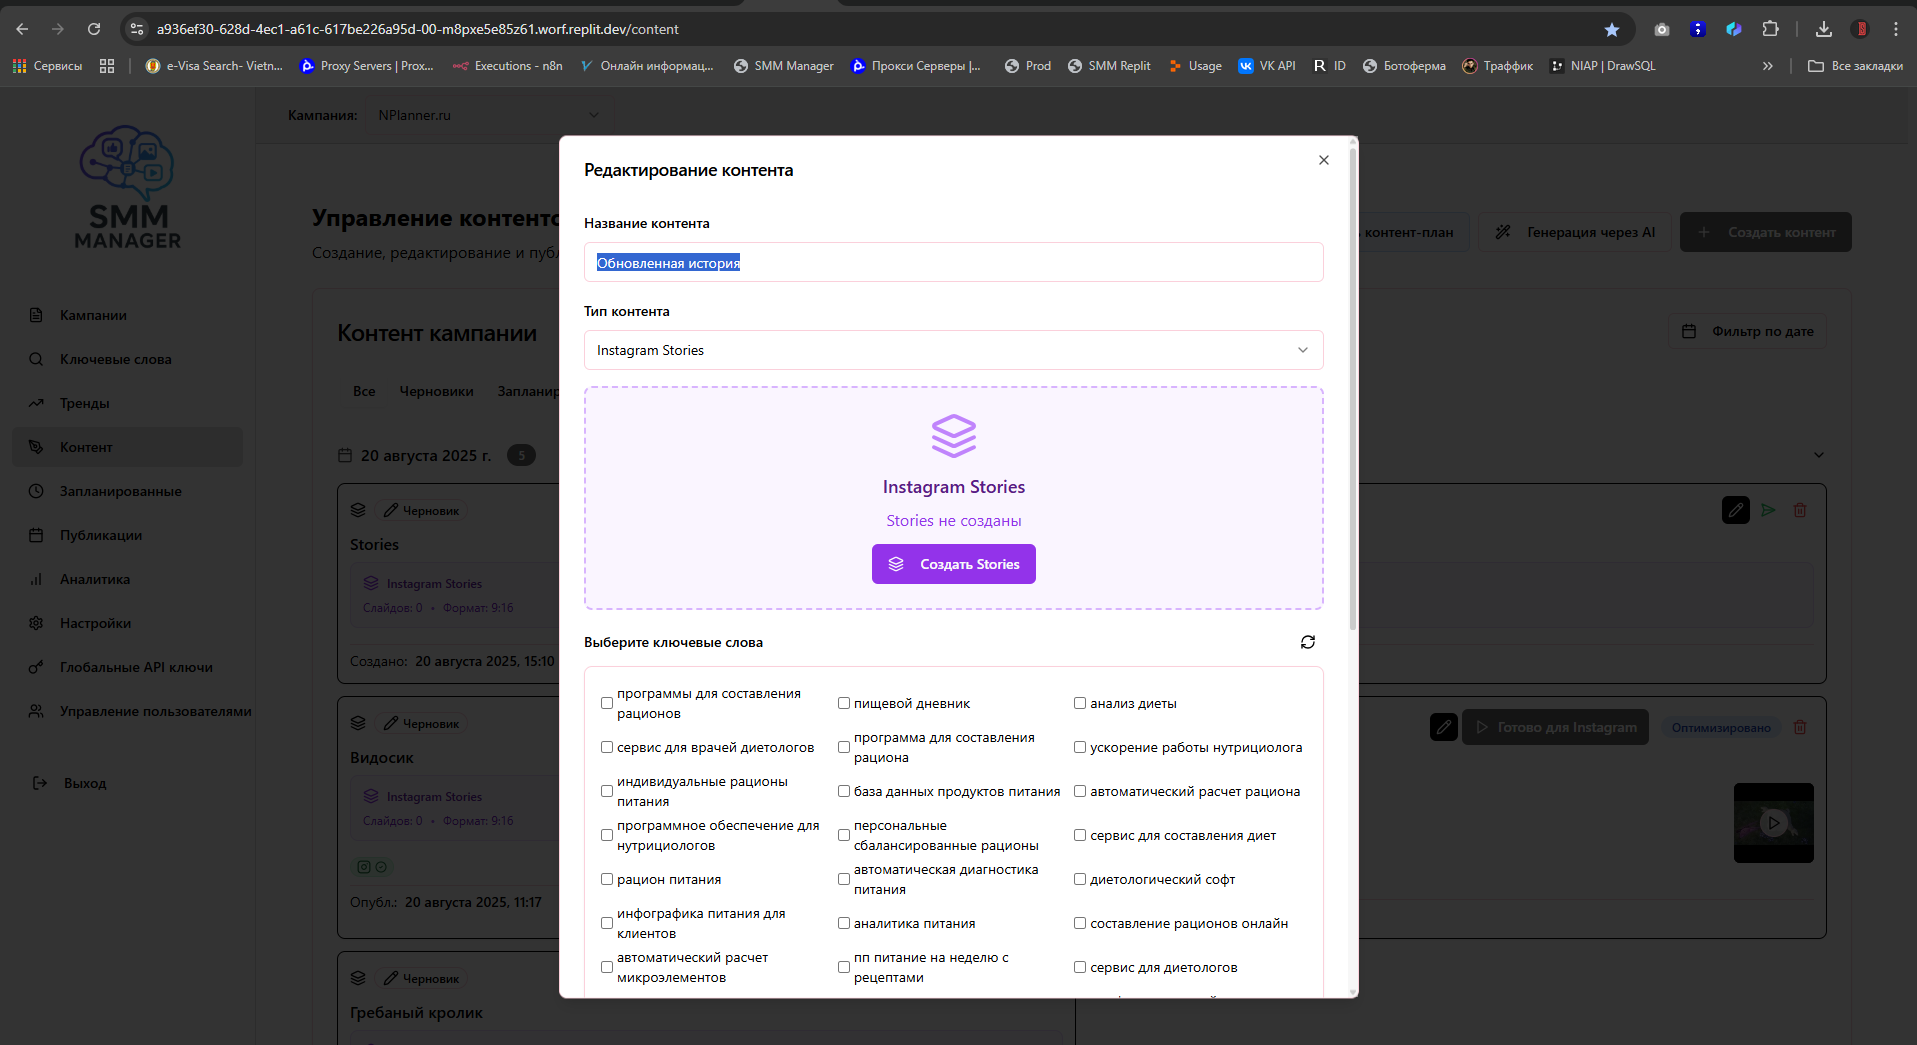 a936ef30-628d-4ec1-a61c-617be226a95d-00-m8pxe5e85z61.worf.replit.dev/content
Сервисы
e-Visa Search- Vietn...
Proxy Servers | Prox...
Executions - n8n
Онлайн информац...
SMM Manager
Прокси Серверы |...
Prod
SMM Replit
Usage
VK API
ID
Ботоферма
Траффик
NIAP | DrawSQL
»
Все закладки
SMM
MANAGER
Кампании
Ключевые слова
Тренды
Контент
Запланированные
Публикации
Аналитика
Настройки
Глобальные API ключи
Управление пользователями
Выход
Кампания: NPlanner.ru
Управление контенто
Создание, редактирование и публ
контент-план
Генерация через AI
+ Создать контент
Контент кампании
Фильтр по дате
Все
Черновики
Запланир
20 августа 2025 г. 5
Черновик
Stories
Instagram Stories
Слайдов: 0 • Формат: 9:16
Создано: 20 августа 2025, 15:10
Черновик
Готово для Instagram
Оптимизировано
Видосик
Instagram Stories
Слайдов: 0 • Формат: 9:16
Опубл.: 20 августа 2025, 11:17
Черновик
Гребаный кролик
Редактирование контента
Название контента
Обновленная история
Тип контента
Instagram Stories
Instagram Stories
Stories не созданы
Создать Stories
Выберите ключевые слова
программы для составления
рационов
пищевой дневник
анализ диеты
сервис для врачей диетологов
программа для составления
рациона
ускорение работы нутрициолога
индивидуальные рационы
питания
база данных продуктов питания
автоматический расчет рациона
программное обеспечение для
нутрициологов
персональные
сбалансированные рационы
сервис для составления диет
рацион питания
автоматическая диагностика
питания
диетологический софт
инфографика питания для
клиентов
аналитика питания
составление рационов онлайн
автоматический расчет
микроэлементов
пп питание на неделю с
рецептами
сервис для диетологов